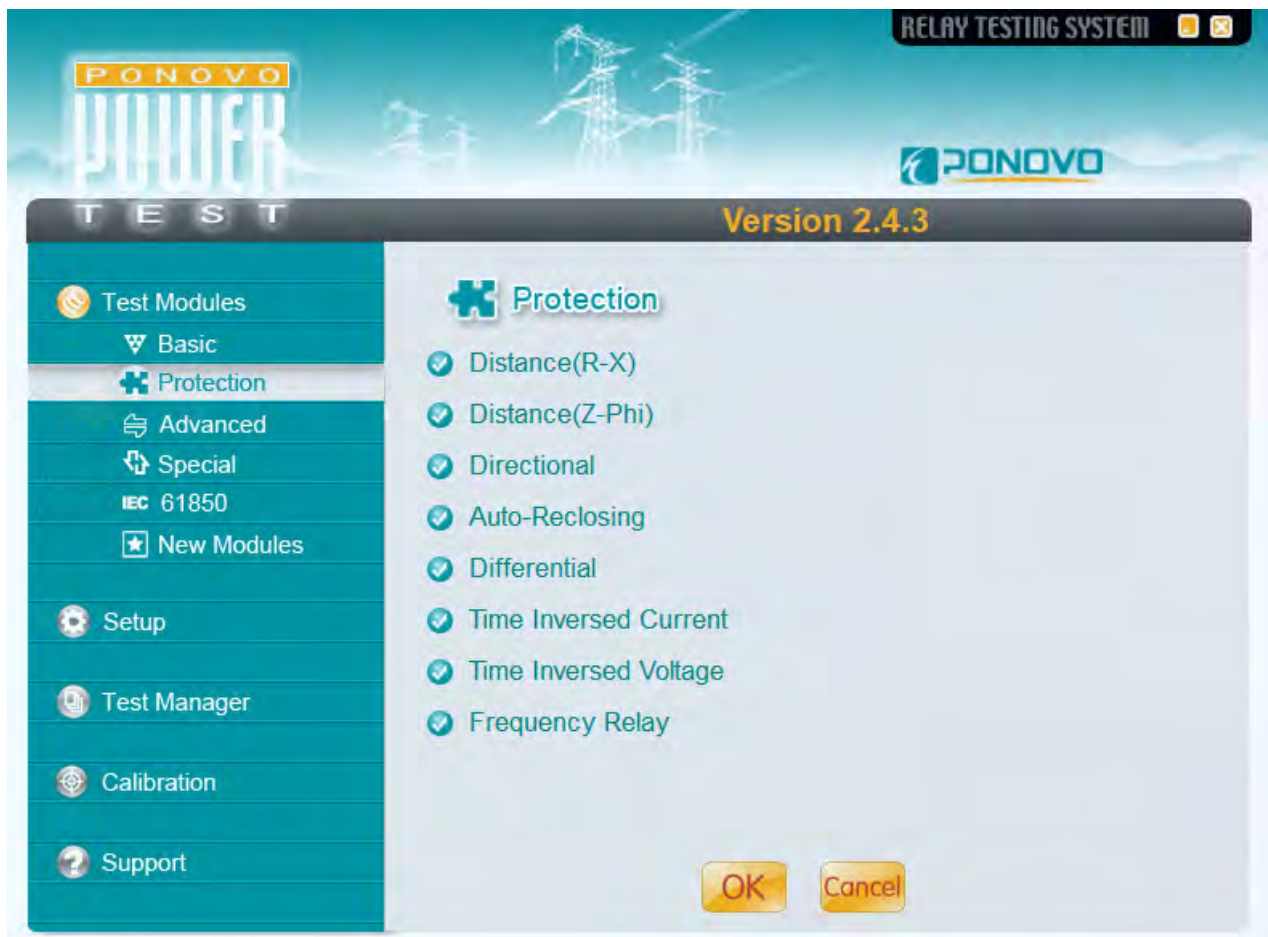 RELAY TESTING SYSTEM
PONOVO
POWER
TEST
PONOVO
Version 2.4.3
Test Modules
Basic
Protection
Advanced
Special
IEC 61850
New Modules
Setup
Test Manager
Calibration
Support
Protection
Distance(R-X)
Distance(Z-Phi)
Directional
Auto-Reclosing
Differential
Time Inversed Current
Time Inversed Voltage
Frequency Relay
OK
Cancel